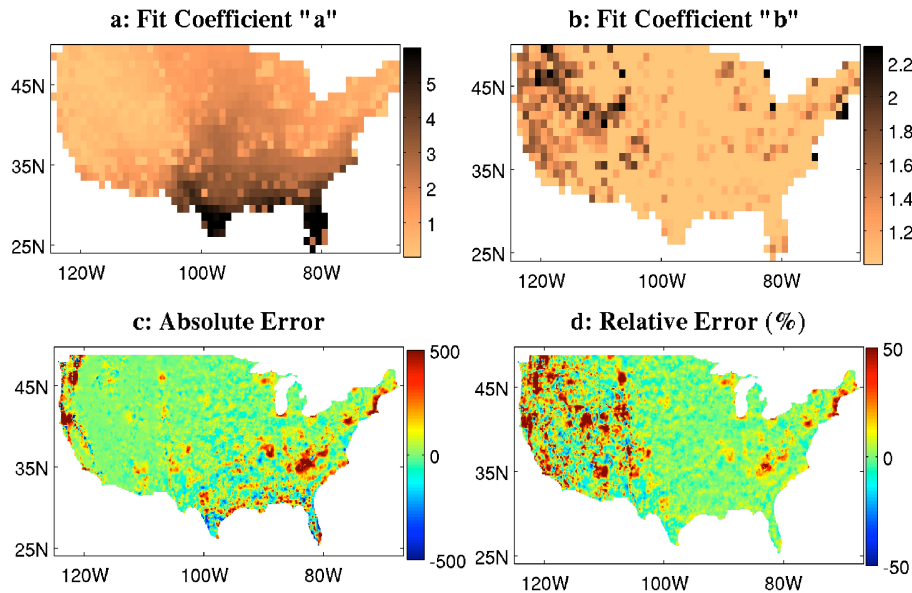 a: Fit Coefficient "a"
45N
35N
25N
120W
100W
80W
5
4
3
2
1
b: Fit Coefficient "b"
45N
35N
25N
120W
100W
80W
2.2
2
1.8
1.6
1.4
1.2
c: Absolute Error
45N
35N
25N
120W
100W
80W
500
0
-500
d: Relative Error (%)
45N
35N
25N
120W
100W
80W
50
0
-50